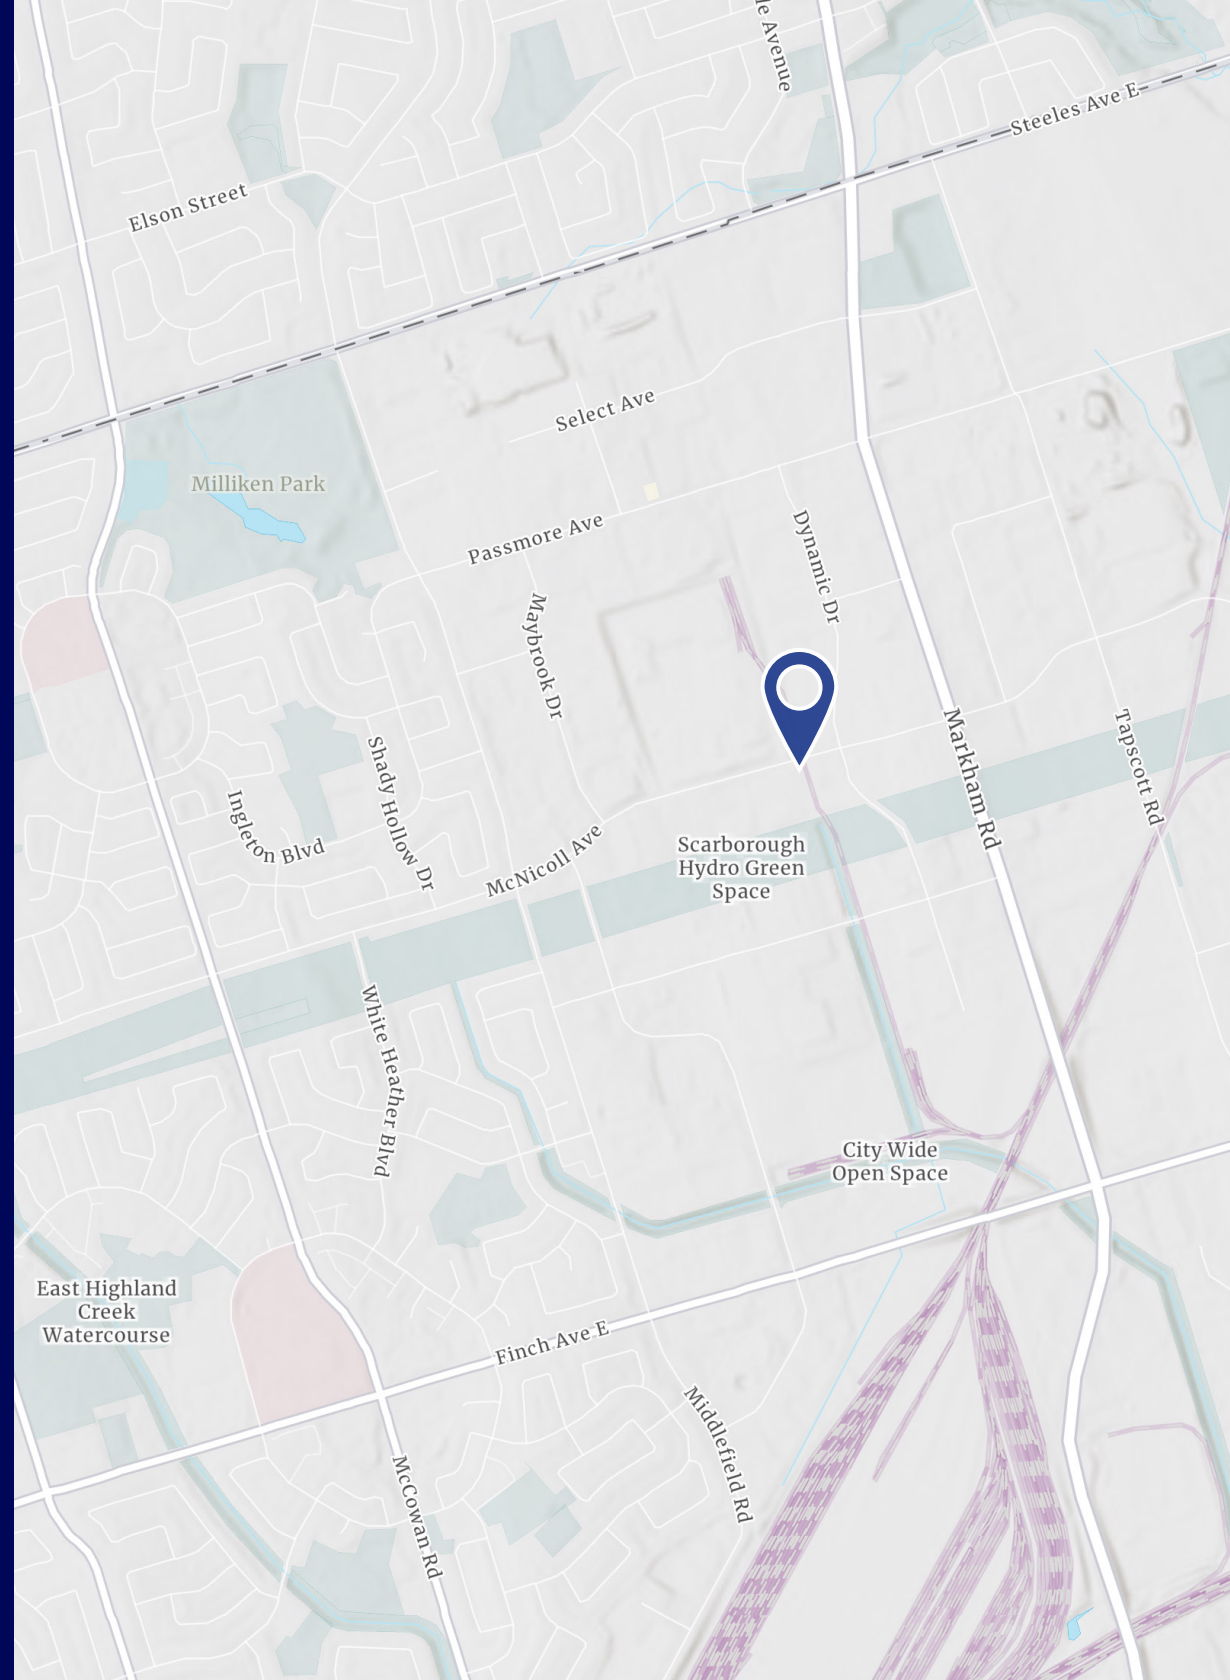 le Avenue
Steeles Ave E
Elson Street
Select Ave
Milliken Park
Passmore Ave
Dynamic Dr
Maybrook Dr
Markham Rd
Tapscott Rd
Shady Hollow Dr
Ingleton Blvd
McNicoll Ave
Scarborough
Hydro Green
Space
White Heather Blvd
City Wide
Open Space
East Highland
Creek
Watercourse
Finch Ave E
Middlefield Rd
McCowan Rd